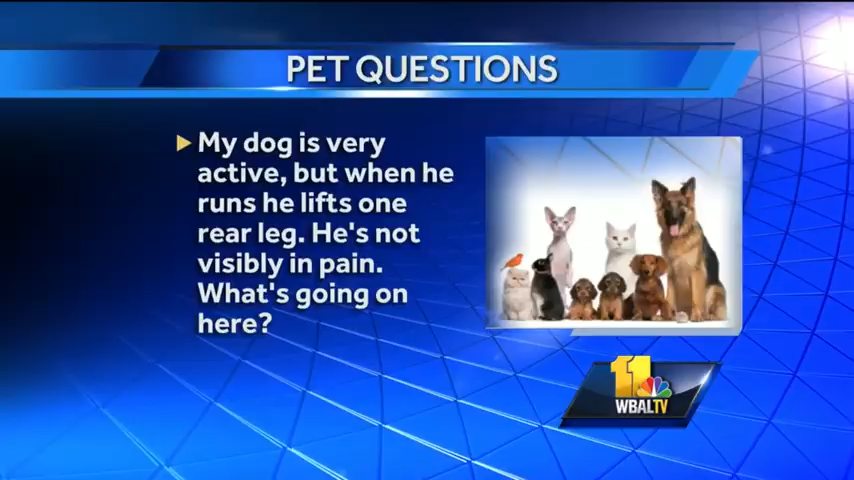 PET QUESTIONS
My dog is very
active, but when he
runs he lifts one
rear leg. He's not
visibly in pain.
What's going on
here?
11
WBALTV